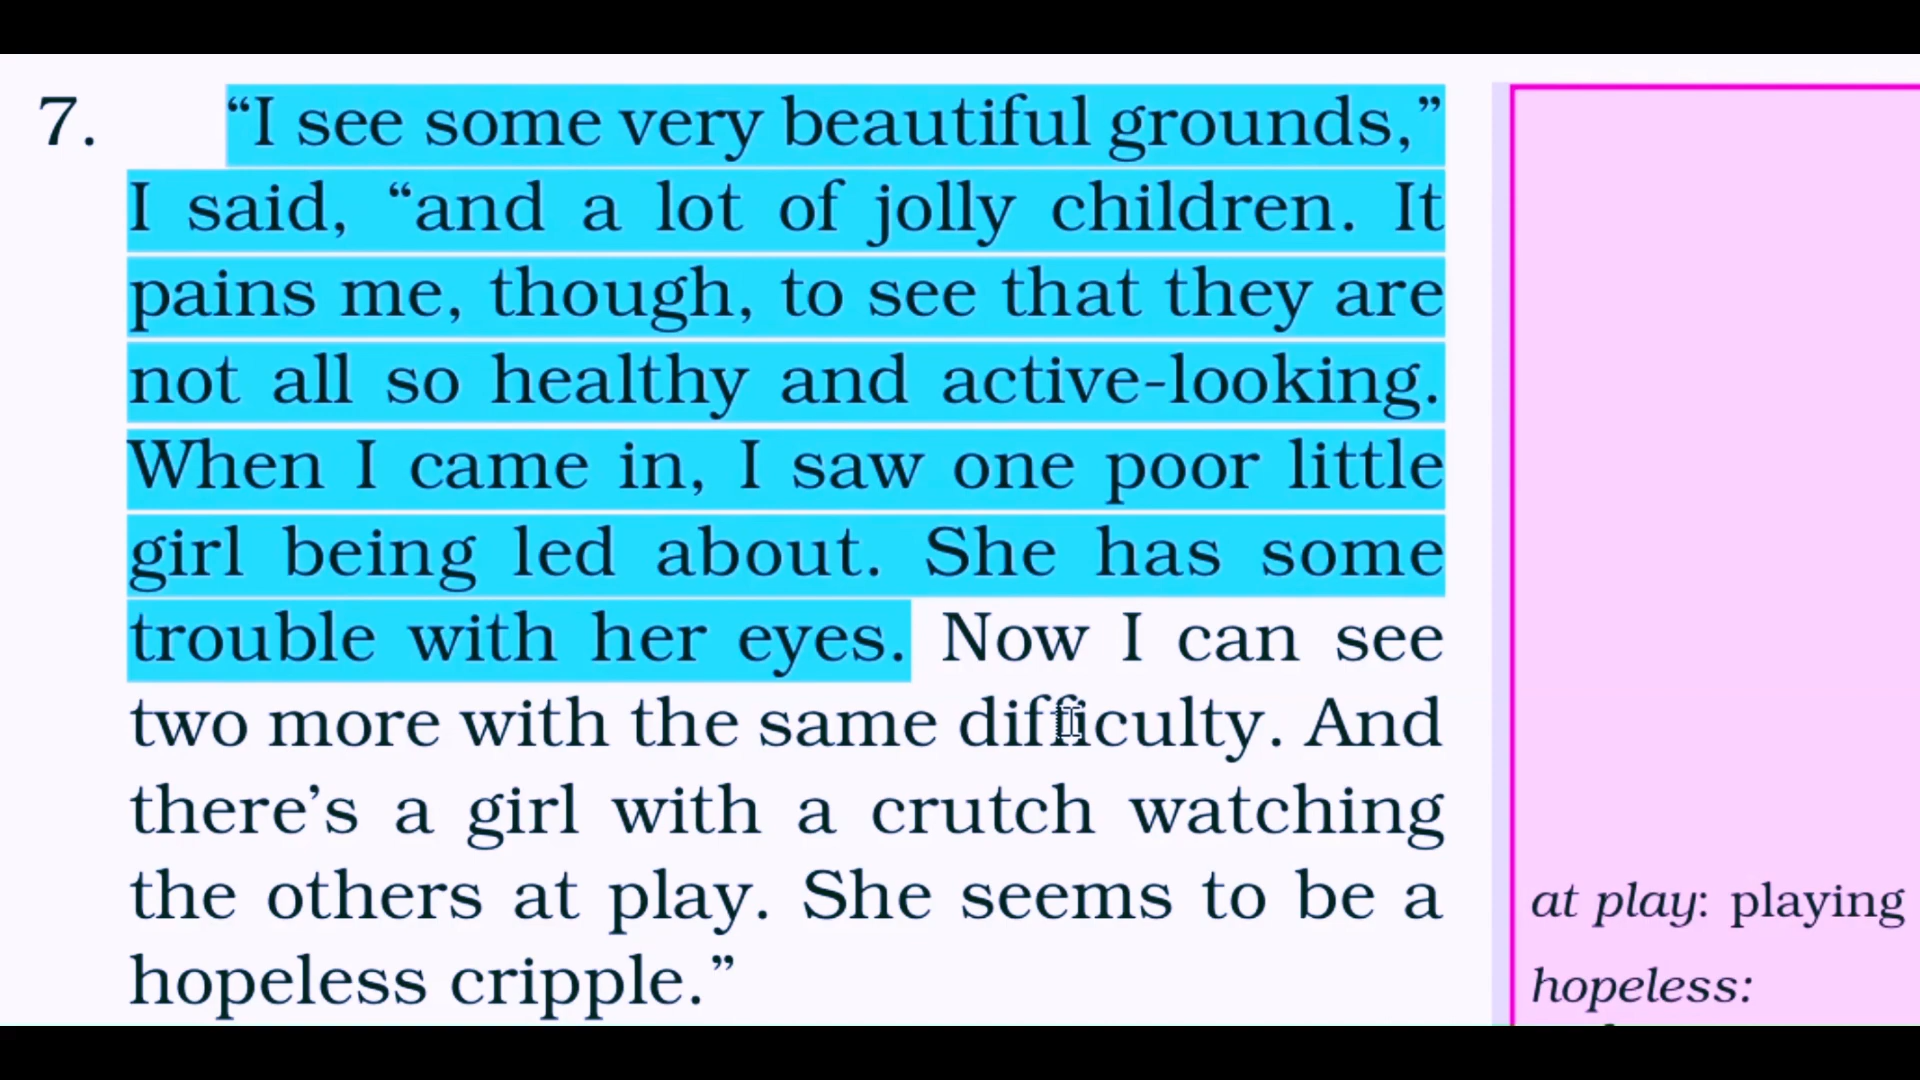 7. “I see some very beautiful grounds,”
I said, “and a lot of jolly children. It
pains me, though, to see that they are
not all so healthy and active-looking.
When I came in, I saw one poor little
girl being led about. She has some
trouble with her eyes. Now I can see
two more with the same difficulty. And
there’s a girl with a crutch watching
the others at play. She seems to be a
hopeless cripple.”
at play: playing
hopeless: